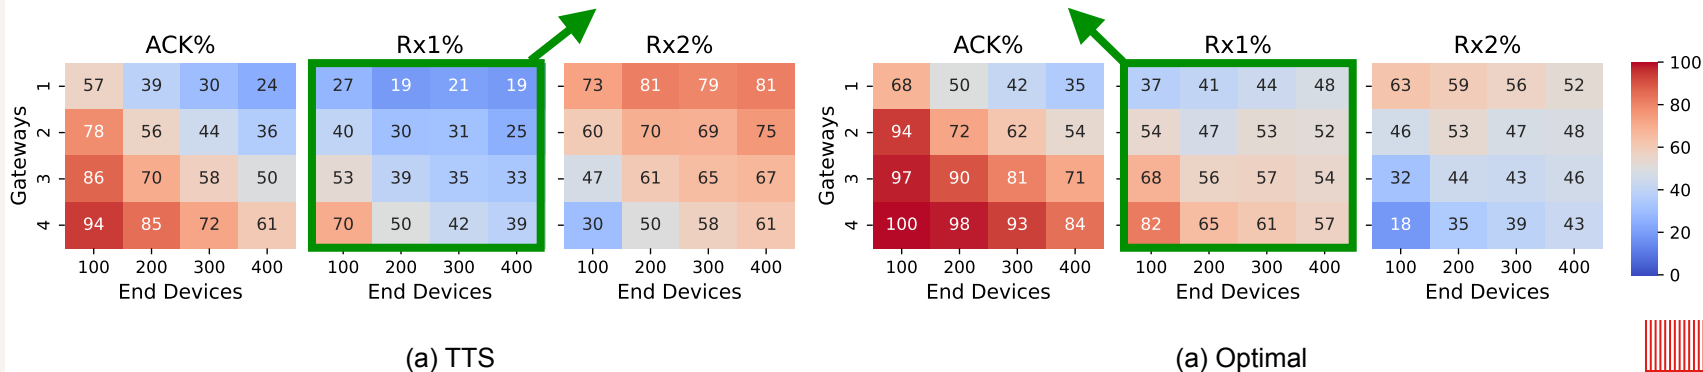 ACK% Rx1% Rx2% ACK% Rx1% Rx2%
1 57 39 30 24 27 19 21 19 73 81 79 81 1 68 50 42 35 37 41 44 48 63 59 56 52 100
2 78 56 44 36 40 30 31 25 60 70 69 75 2 94 72 62 54 54 47 53 52 46 53 47 48 80
60
3 86 70 58 50 53 39 35 33 47 61 65 67 3 97 90 81 71 68 56 57 54 32 44 43 46 40
4 94 85 72 61 70 50 42 39 30 50 58 61 4 100 98 93 84 82 65 61 57 18 35 39 43 20
0
Gateways Gateways
100 200 300 400 100 200 300 400 100 200 300 400 100 200 300 400 100 200 300 400 100 200 300 400
End Devices End Devices End Devices End Devices End Devices End Devices
(a) TTS (a) Optimal